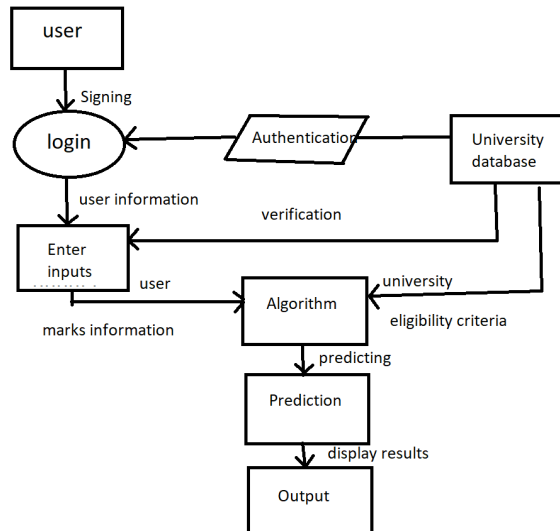 user
Signing
login
Authentication
University
database
user information
verification
Enter
inputs
user
marks information
Algorithm
university
eligibility criteria
predicting
Prediction
display results
Output